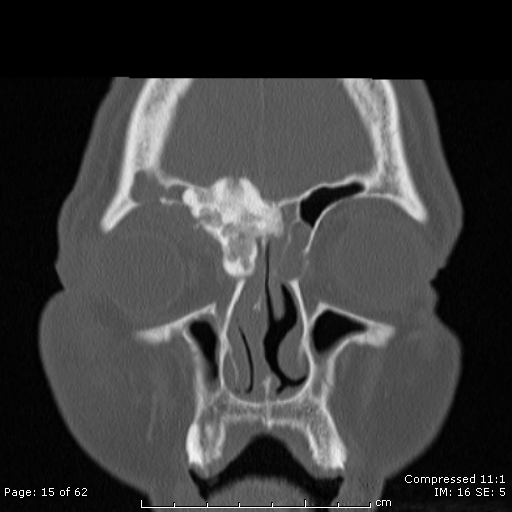 Compressed 11:1
Page: 15 of 62
IM: 16 SE: 5
cm